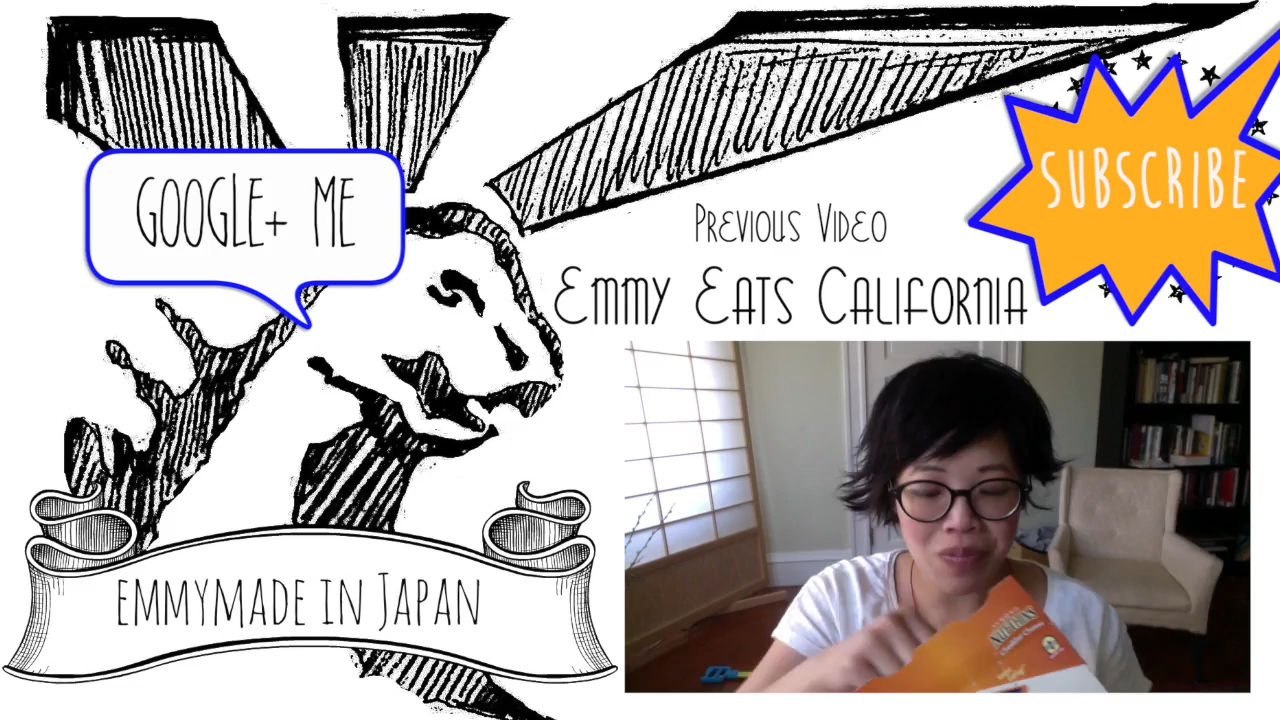 GOOGLE+ ME
SUBSCRIBE
PREVIOUS VIDEO
EMMY EATS CALIFORNIA
EMMYMADE IN JAPAN